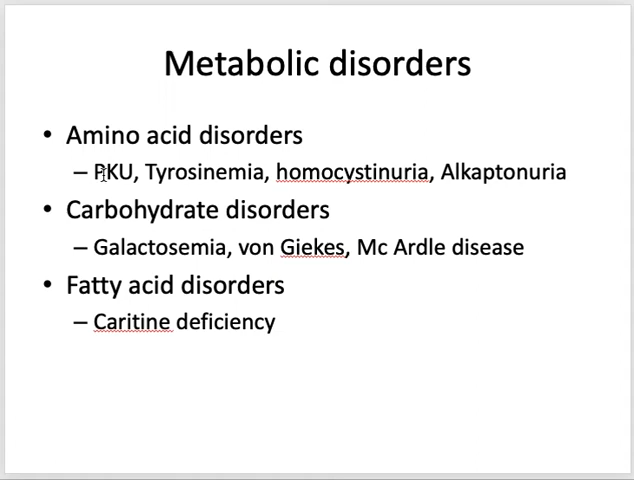 Metabolic disorders
• Amino acid disorders
– PKU, Tyrosinemia, homocystinuria, Alkaptonuria
• Carbohydrate disorders
– Galactosemia, von Giekes, Mc Ardle disease
• Fatty acid disorders
– Caritine deficiency